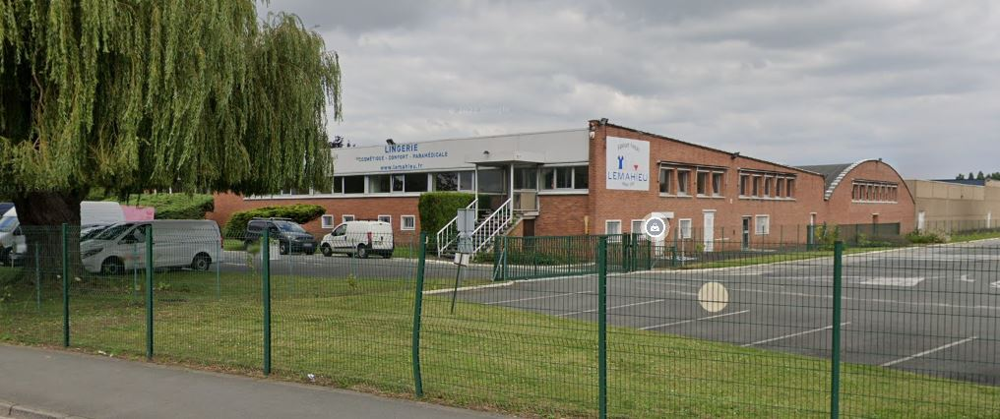 LINGERIE
COSMÉTIQUE - CONFORT - PARAMÉDICALE
www.lemahieu.fr
LEMAHIEU